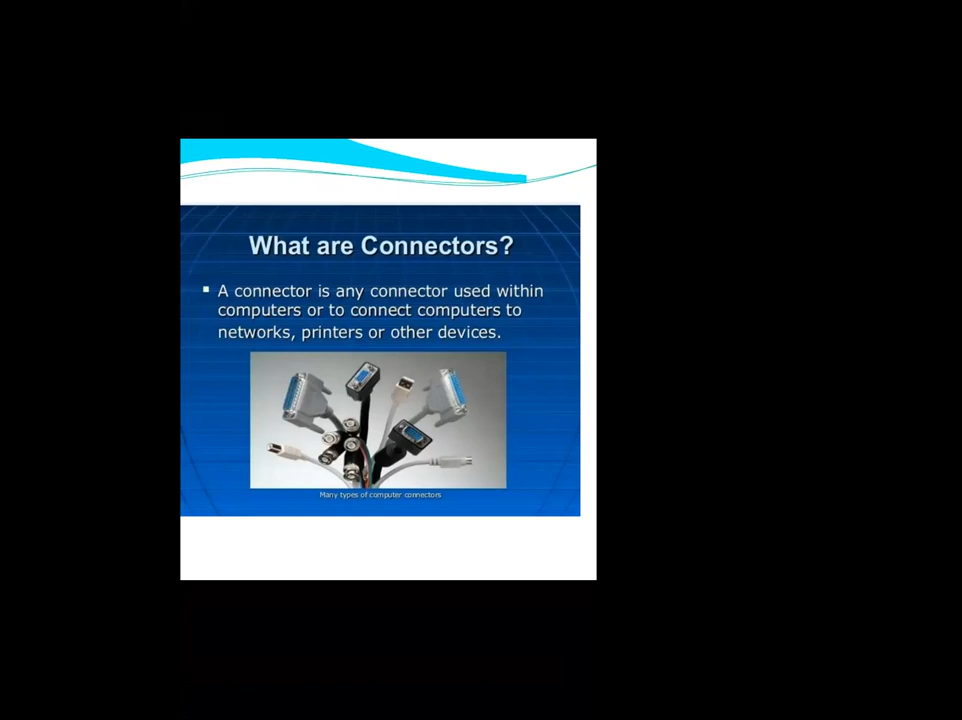 What are Connectors?
▪ A connector is any connector used within
computers or to connect computers to
networks, printers or other devices.
Many types of computer connectors